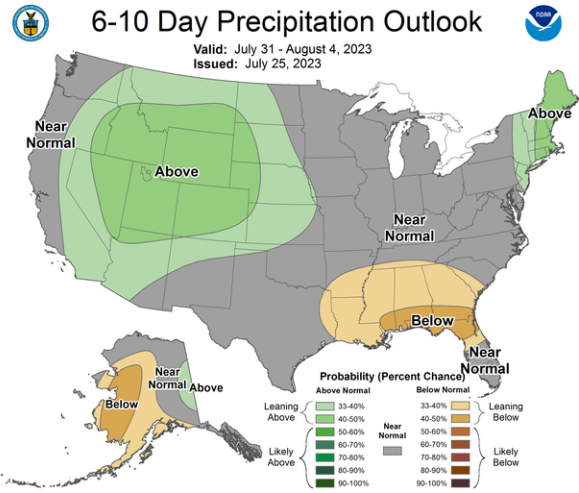 6-10 Day Precipitation Outlook
Valid: July 31 - August 4, 2023
Issued: July 25, 2023
NOAA
Near
Normal
Above
Above
Near
Normal
Below
Near
Normal
Near
Normal
Above
Below
Probability (Percent Chance)
Above Normal
Below Normal
Leaning
Above
33-40%
40-50%
Likely
Above
50-60%
60-70%
70-80%
80-90%
90-100%
Near
Normal
33-40%
40-50%
Leaning
Below
50-60%
60-70%
70-80%
80-90%
90-100%
Likely
Below